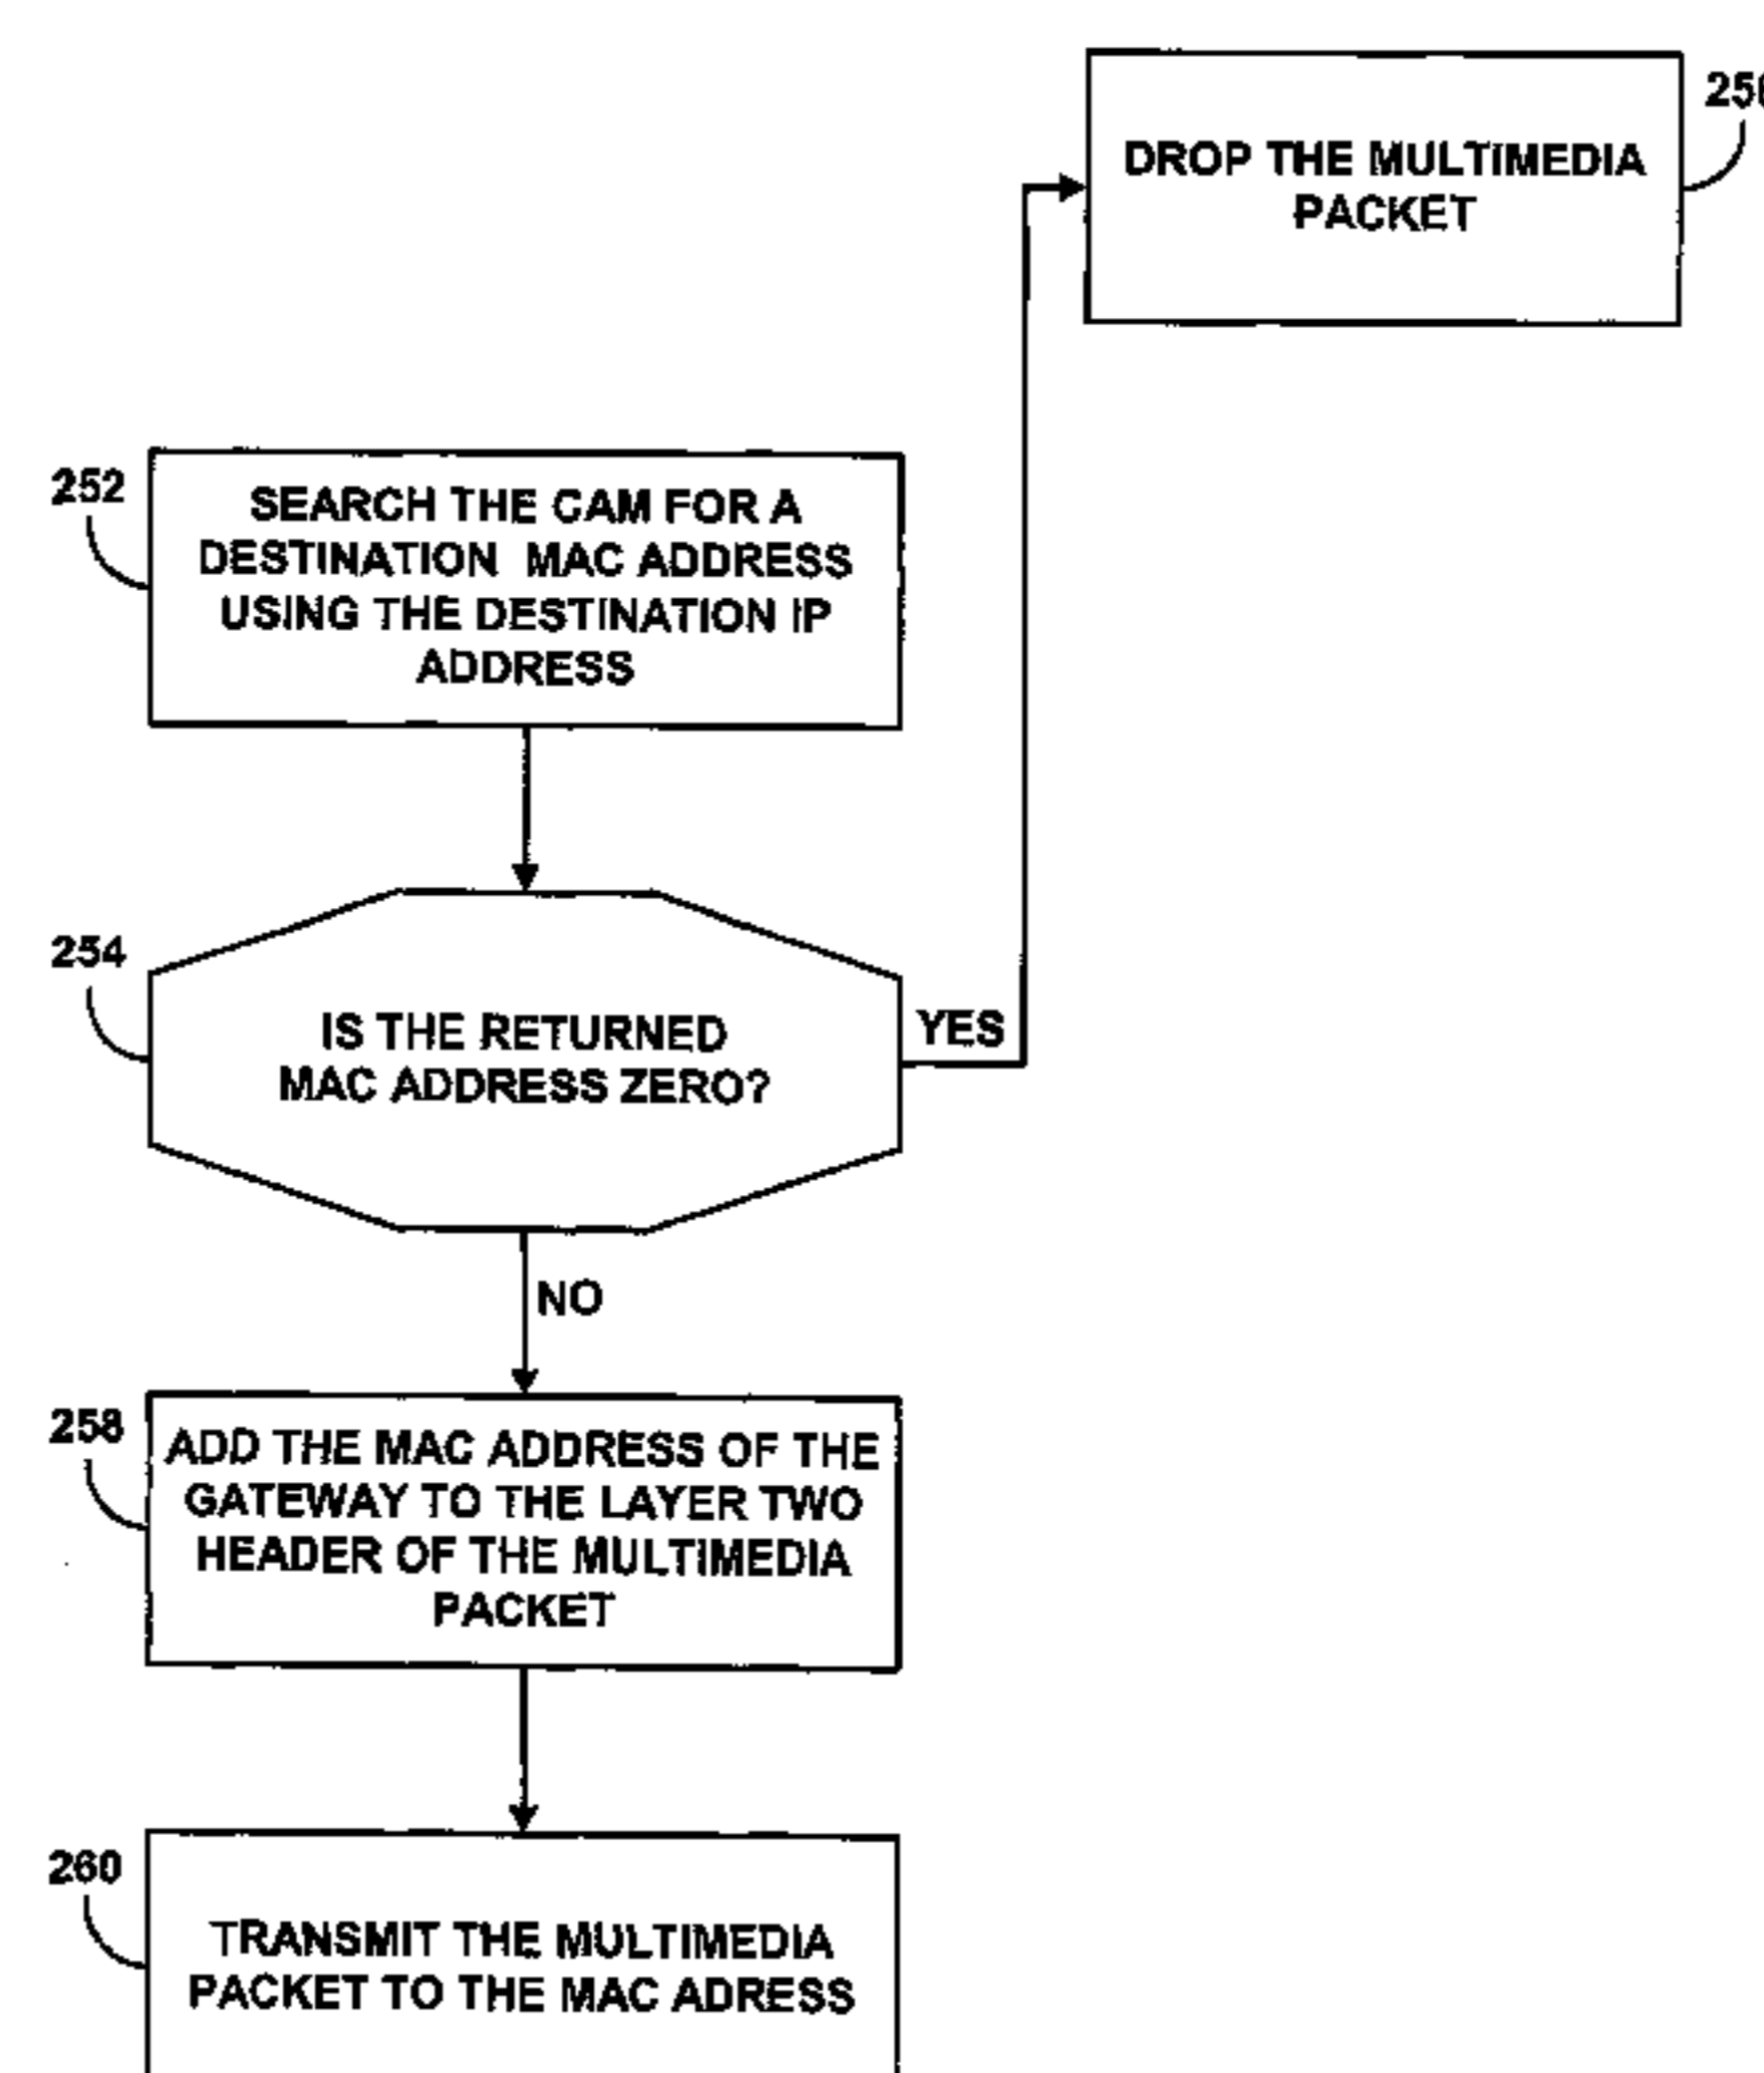 DROP THE MULTIMEDIA
PACKET
252
SEARCH THE CAM FOR A
DESTINATION MAC ADDRESS
USING THE DESTINATION IP
ADDRESS
254
IS THE RETURNED
MAC ADDRESS ZERO?
YES
NO
258
ADD THE MAC ADDRESS OF THE
GATEWAY TO THE LAYER TWO
HEADER OF THE MULTIMEDIA
PACKET
260
TRANSMIT THE MULTIMEDIA
PACKET TO THE MAC ADRESS